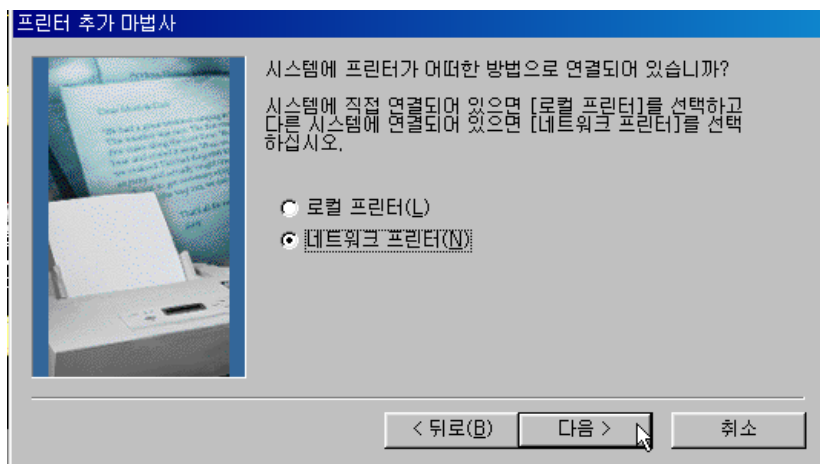 프린터 추가 마법사
시스템에 프린터가 어떠한 방법으로 연결되어 있습니까?
시스템에 직접 연결되어 있으면 [로컬 프린터]를 선택하고
다른 시스템에 연결되어 있으면 [네트워크 프린터]를 선택
하십시오.
로컬 프린터(L)
네트워크 프린터(N)
< 뒤로(B)
다음 >
취소